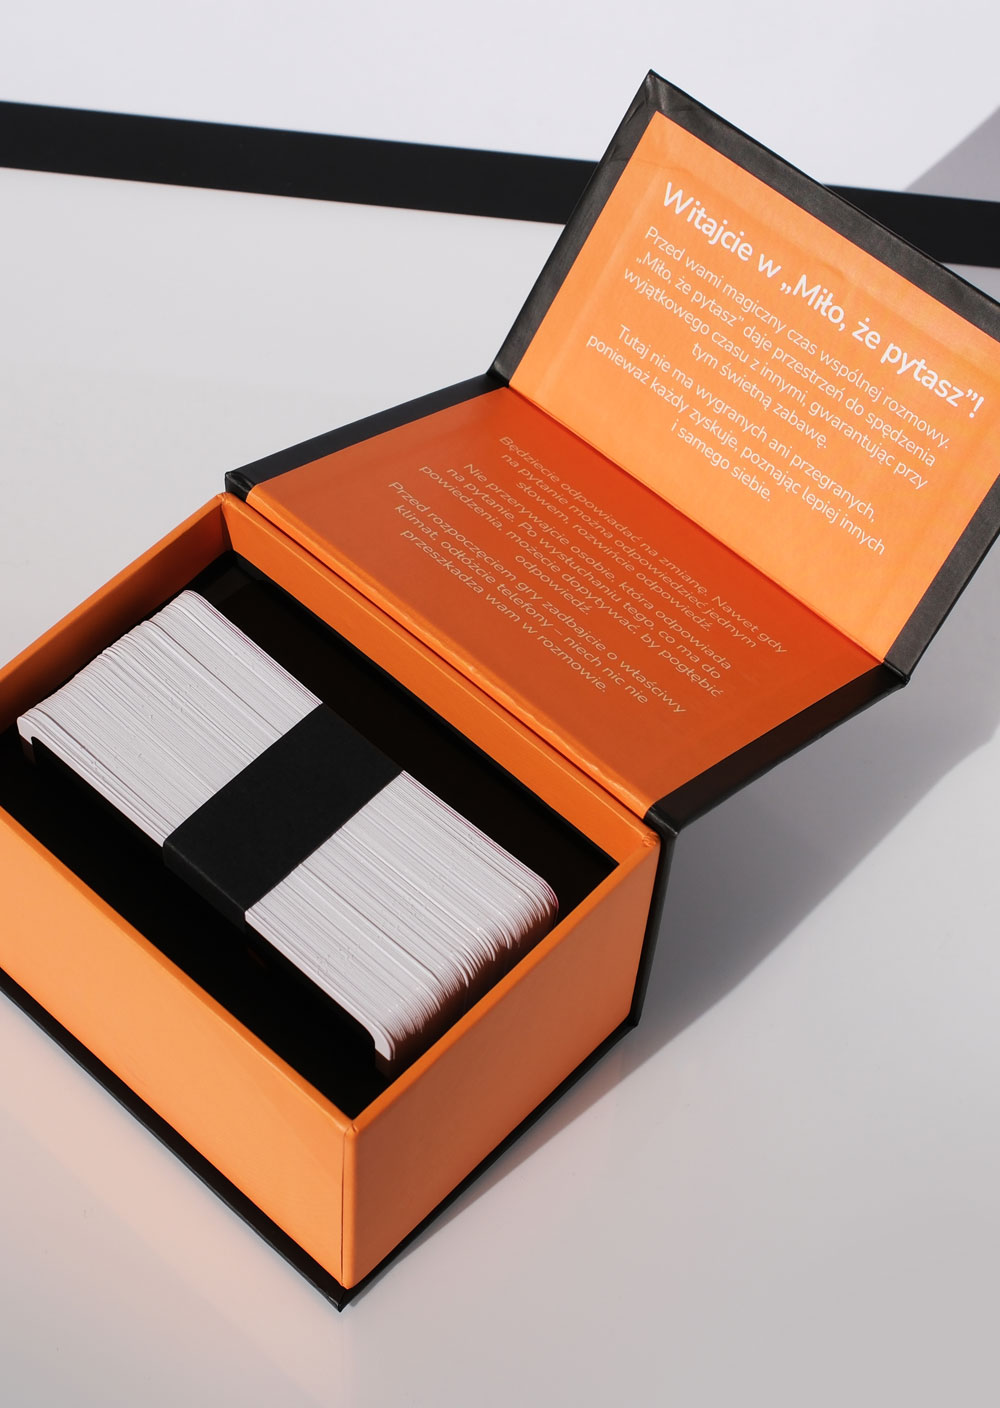 Witajcie w „Miło, że pytasz”!
Przed wami magiczny czas wspólnej rozmowy.
„Miło, że pytasz” daje przestrzeń do spędzenia
wyjątkowego czasu z innymi, gwarantując przy
tym świetną zabawę.
Tutaj nie ma wygranych ani przegranych,
ponieważ każdy zyskuje, poznając lepiej innych
i samego siebie.
Będziecie odpowiadać na zmianę. Nawet gdy
na pytanie można odpowiedzieć jednym
słowem, rozwińcie odpowiedź.
Nie przerywajcie osobie, która odpowiada
na pytanie. Po wysłuchaniu tego, co ma do
powiedzenia, możecie dopytywać, by pogłębić
odpowiedź.
Przed rozpoczęciem gry zadbajcie o właściwy
klimat, odłóżcie telefony – niech nic nie
przeszkadza wam w rozmowie.